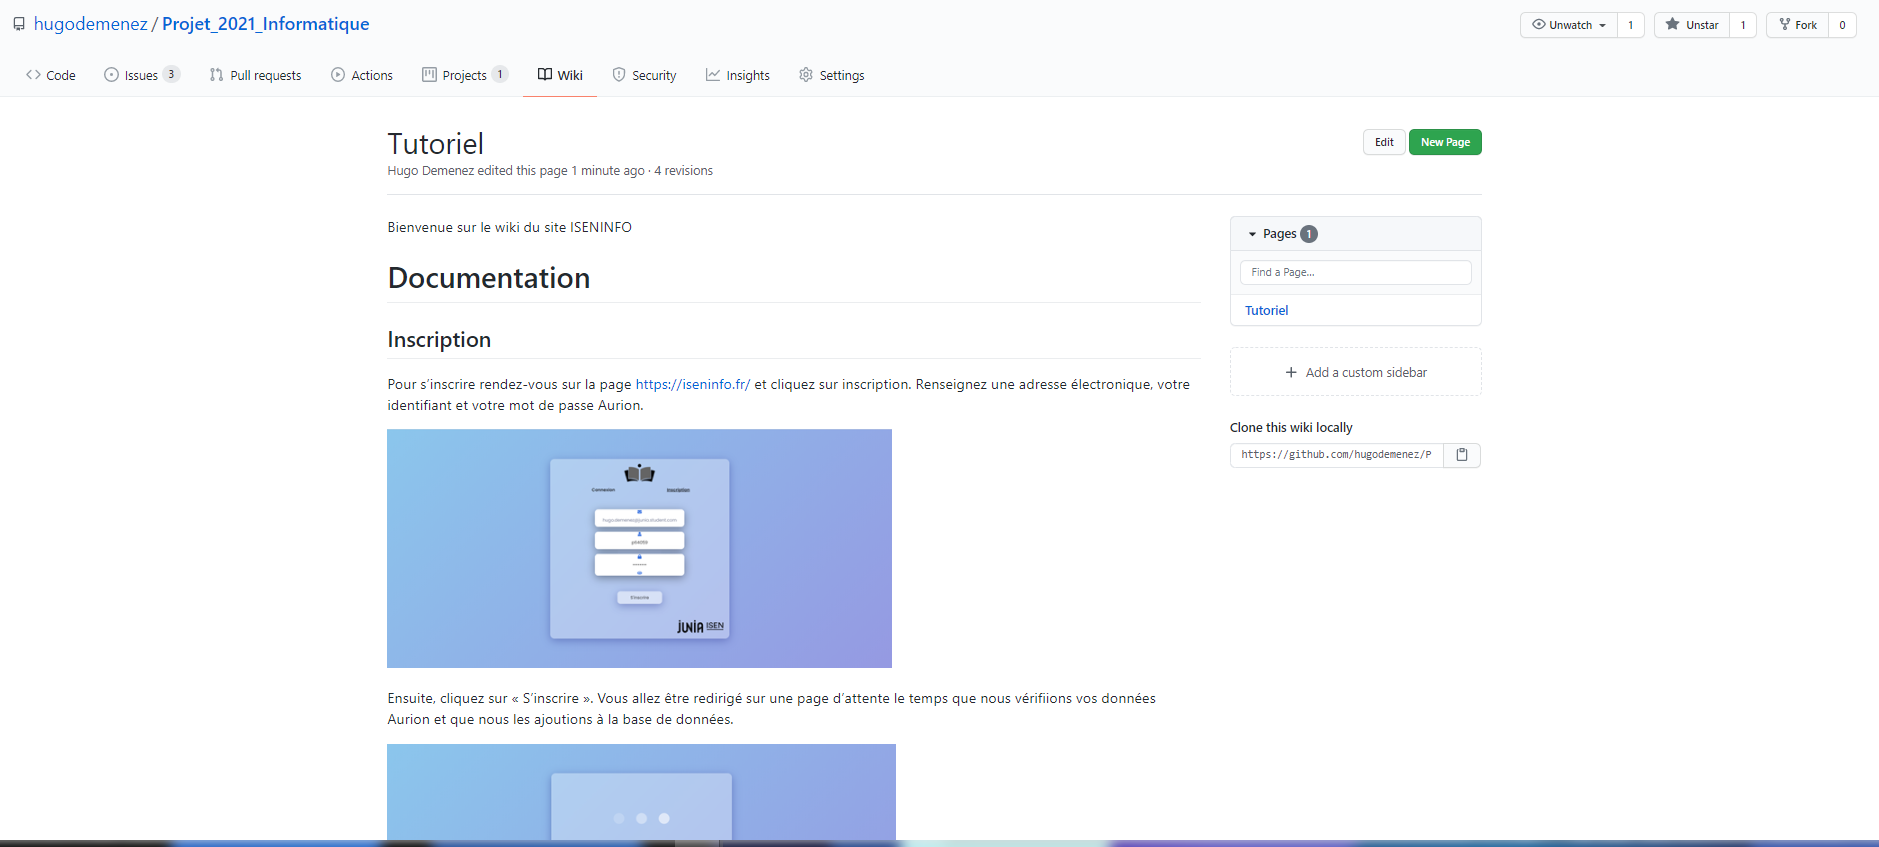 hugodemenez / Projet_2021_Informatique
Unwatch 1
Unstar 1
Fork 0
Code
Issues 3
Pull requests
Actions
Projects 1
Wiki
Security
Insights
Settings
Tutoriel
Edit
New Page
Hugo Demenez edited this page 1 minute ago · 4 revisions
Bienvenue sur le wiki du site ISENINFO
Documentation
Inscription
Pour s’inscrire rendez-vous sur la page https://iseninfo.fr/ et cliquez sur inscription. Renseignez une adresse électronique, votre
identifiant et votre mot de passe Aurion.
Connexion
Inscription
S'inscrire
JUNIA ISEN
Ensuite, cliquez sur « S’inscrire ». Vous allez être redirigé sur une page d’attente le temps que nous vérifiions vos données
Aurion et que nous les ajoutions à la base de données.
Pages 1
Find a Page...
Tutoriel
Add a custom sidebar
Clone this wiki locally
https://github.com/hugodemenez/P